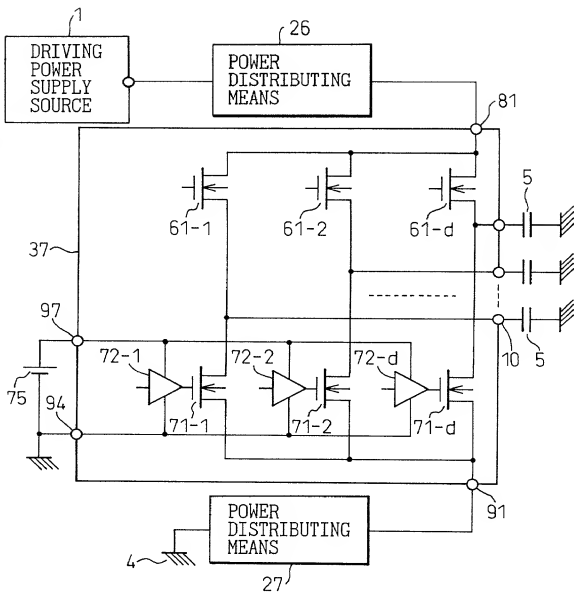 1
DRIVING
POWER
SUPPLY
SOURCE
26
POWER
DISTRIBUTING
MEANS
81
61-1
61-2
61-d
5
37
97
75
94
72-1
72-2
72-d
71-1
71-2
71-d
10
5
91
4
POWER
DISTRIBUTING
MEANS
27